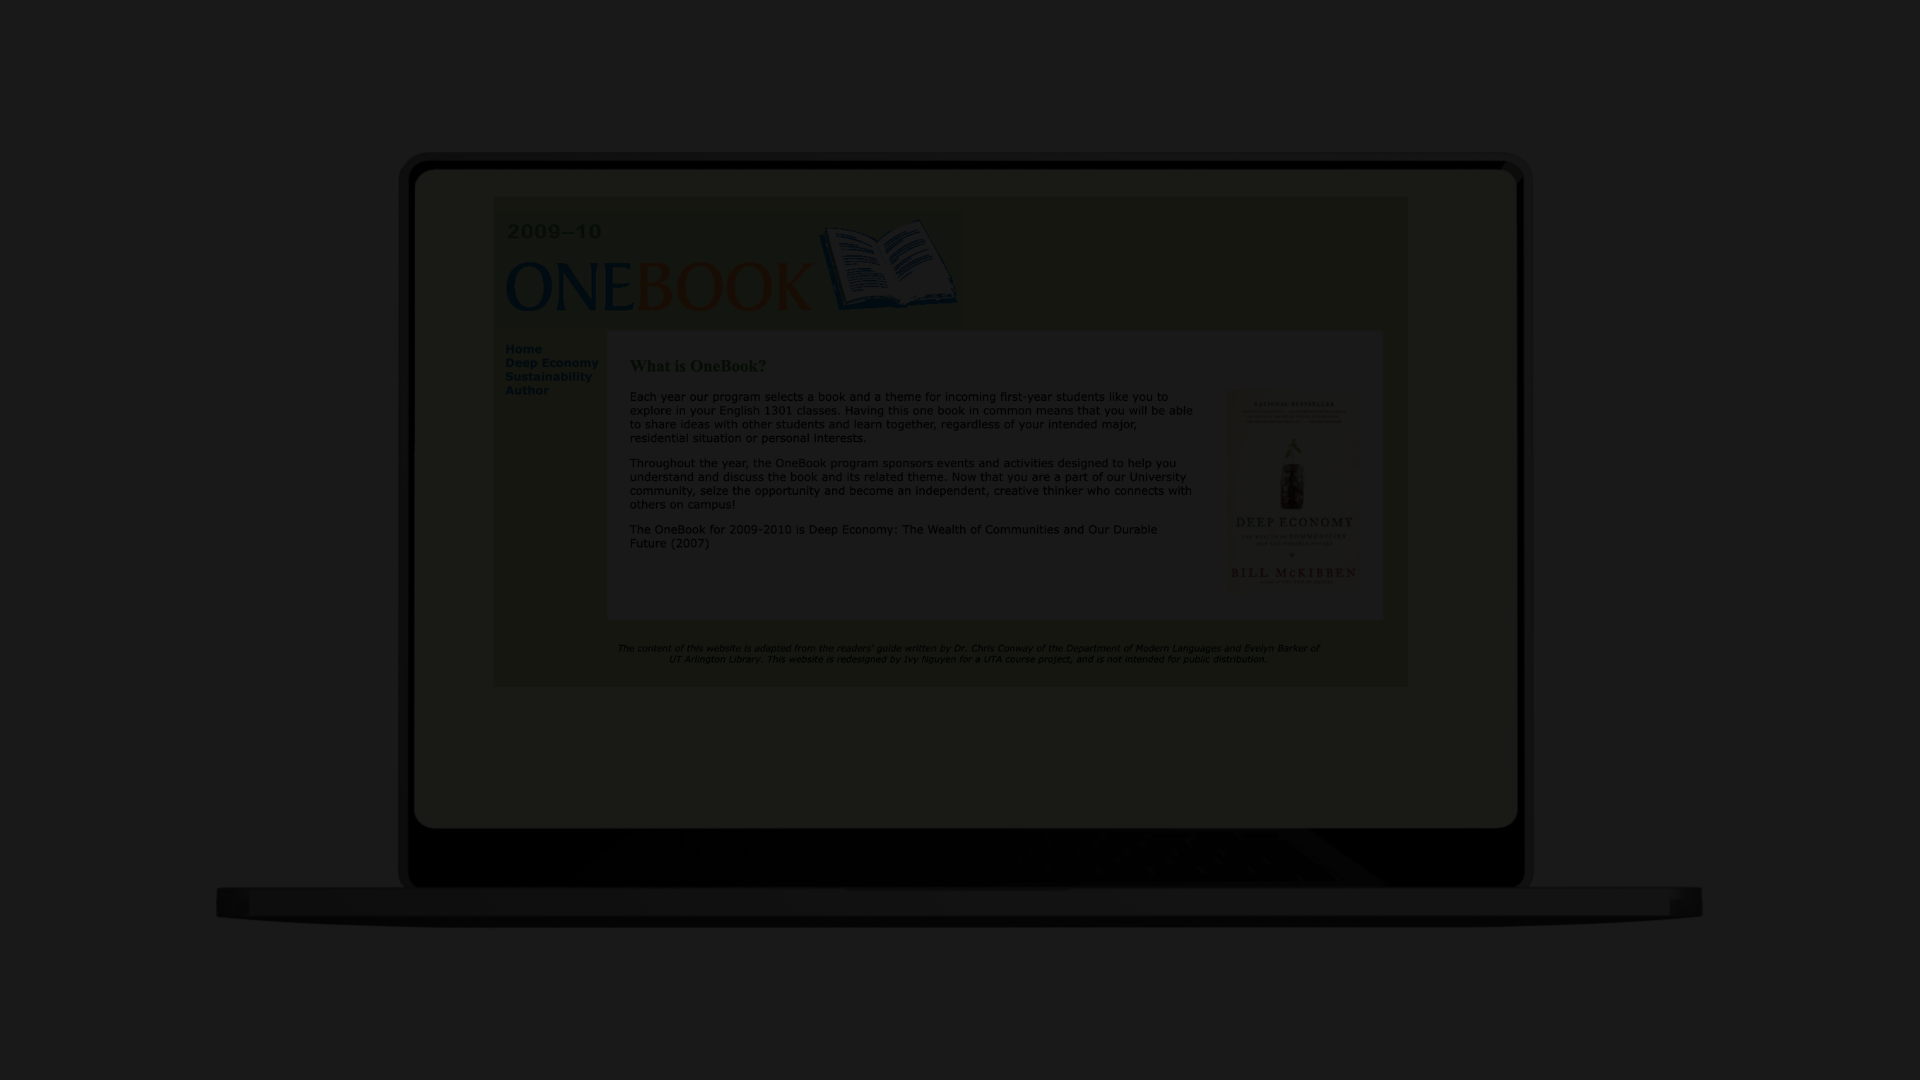 2009–10
ONEBOOK
Home
Deep Economy
Sustainability
Author
What is OneBook?
Each year our program selects a book and a theme for incoming first-year students like you to
explore in your English 1301 classes. Having this one book in common means that you will be able
to share ideas with other students and learn together, regardless of your intended major,
residential situation or personal interests.
Throughout the year, the OneBook program sponsors events and activities designed to help you
understand and discuss the book and its related theme. Now that you are a part of our University
community, seize the opportunity and become an independent, creative thinker who connects with
others on campus!
The OneBook for 2009-2010 is Deep Economy: The Wealth of Communities and Our Durable
Future (2007)
NATIONAL BESTSELLER
DEEP ECONOMY
BILL McKIBBEN
The content of this website is adapted from the readers' guide written by Dr. Chris Conway of the Department of Modern Languages and Evelyn Barker of
UT Arlington Library. This website is redesigned by Ivy Nguyen for a UTA course project, and is not intended for public distribution.